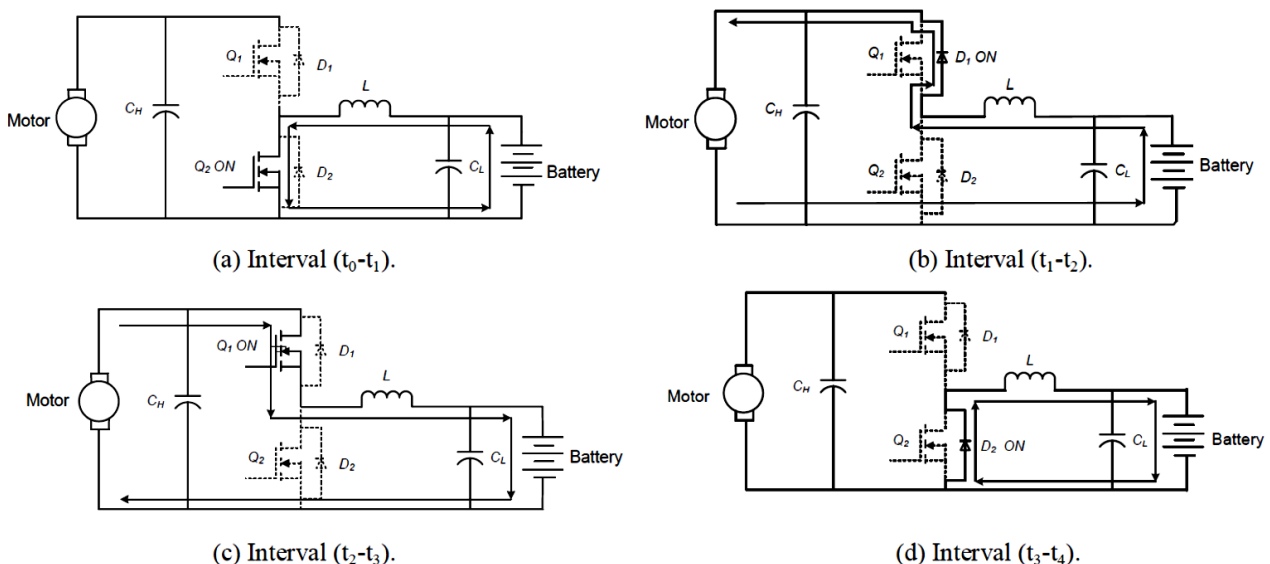 Q1
D1
Motor
CH
L
Q2 ON
D2
CL
Battery
(a) Interval (t0-t1).
Q1
D1 ON
Motor
CH
L
Q2
D2
CL
Battery
(b) Interval (t1-t2).
Q1 ON
D1
Motor
CH
L
Q2
D2
CL
Battery
(c) Interval (t2-t3).
Q1
D1
Motor
CH
L
Q2
D2 ON
CL
Battery
(d) Interval (t3-t4).